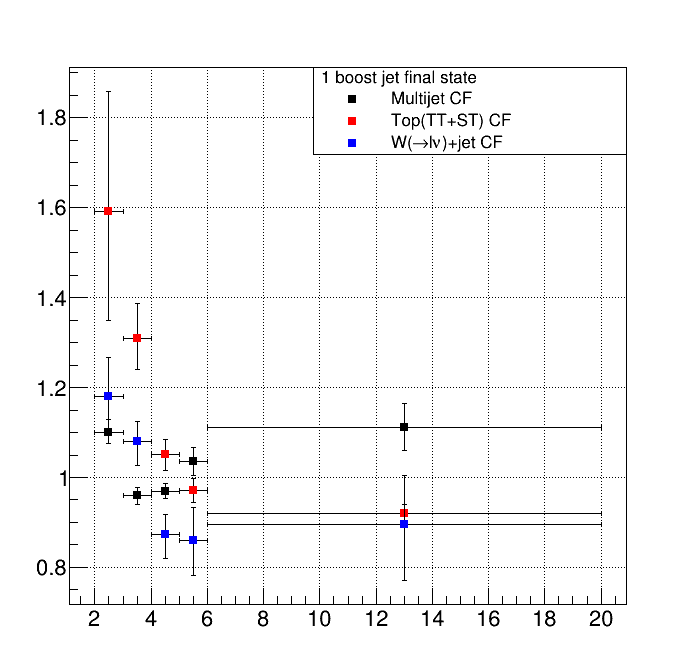 1 boost jet final state
Multijet CF
Top(TT+ST) CF
W(→lν)+jet CF
1.8
1.6
1.4
1.2
1
0.8
2 4 6 8 10 12 14 16 18 20